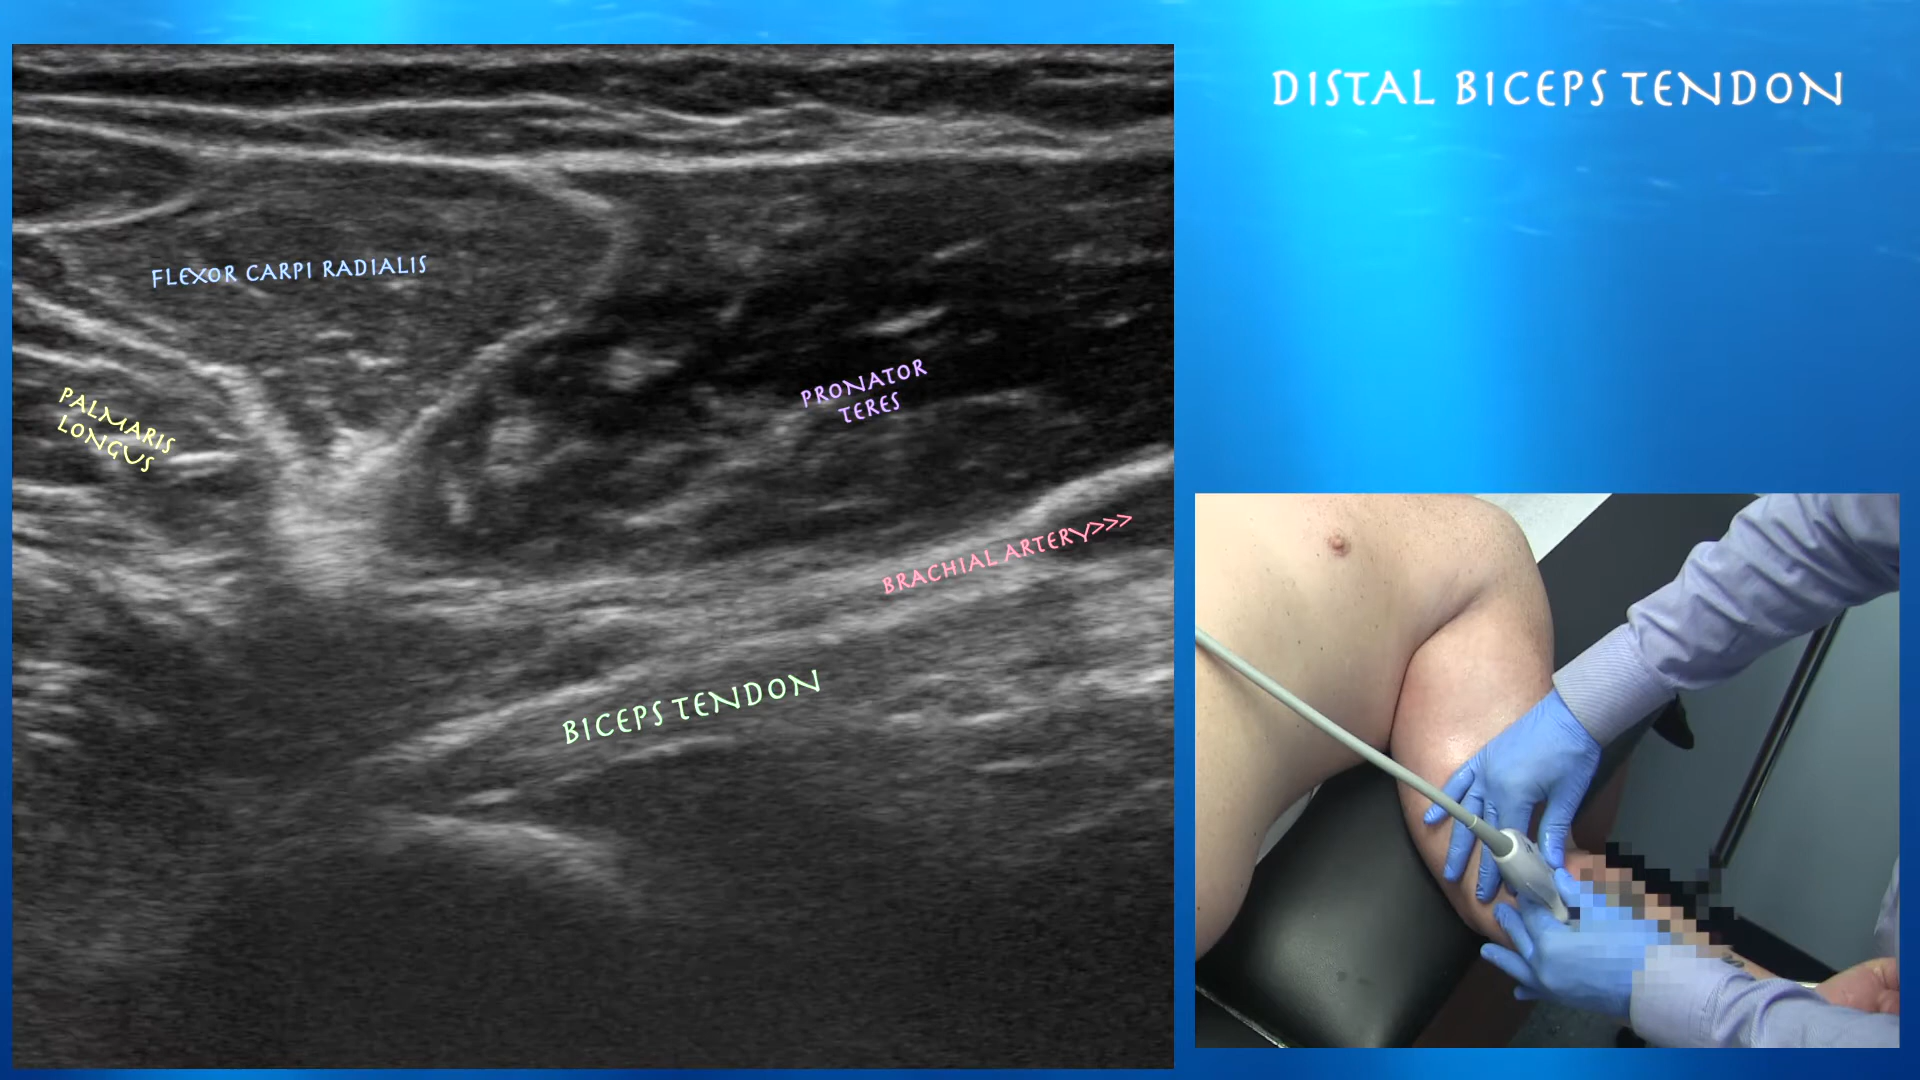 DISTAL BICEPS TENDON
FLEXOR CARPI RADIALIS
PALMARIS
LONGUS
PRONATOR
TERES
BRACHIAL ARTERY>>>
BICEPS TENDON